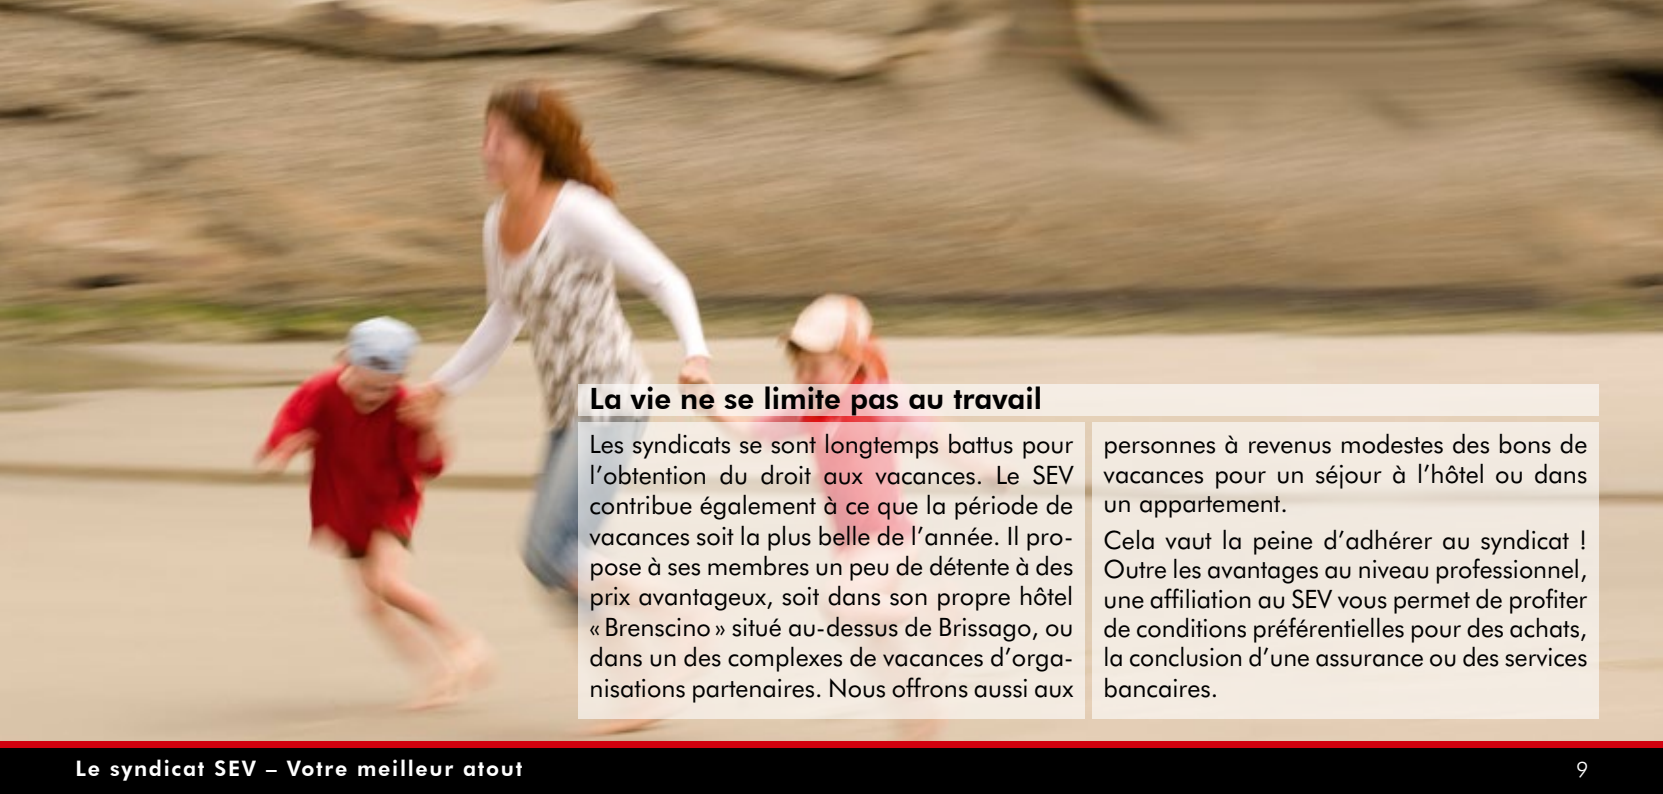 La vie ne se limite pas au travail
Les syndicats se sont longtemps battus pour
l’obtention du droit aux vacances. Le SEV
contribue également à ce que la période de
vacances soit la plus belle de l’année. Il pro-
pose à ses membres un peu de détente à des
prix avantageux, soit dans son propre hôtel
« Brenscino » situé au-dessus de Brissago, ou
dans un des complexes de vacances d’orga-
nisations partenaires. Nous offrons aussi aux
personnes à revenus modestes des bons de
vacances pour un séjour à l’hôtel ou dans
un appartement.
Cela vaut la peine d’adhérer au syndicat !
Outre les avantages au niveau professionnel,
une affiliation au SEV vous permet de profiter
de conditions préférentielles pour des achats,
la conclusion d’une assurance ou des services
bancaires.
Le syndicat SEV – Votre meilleur atout
9